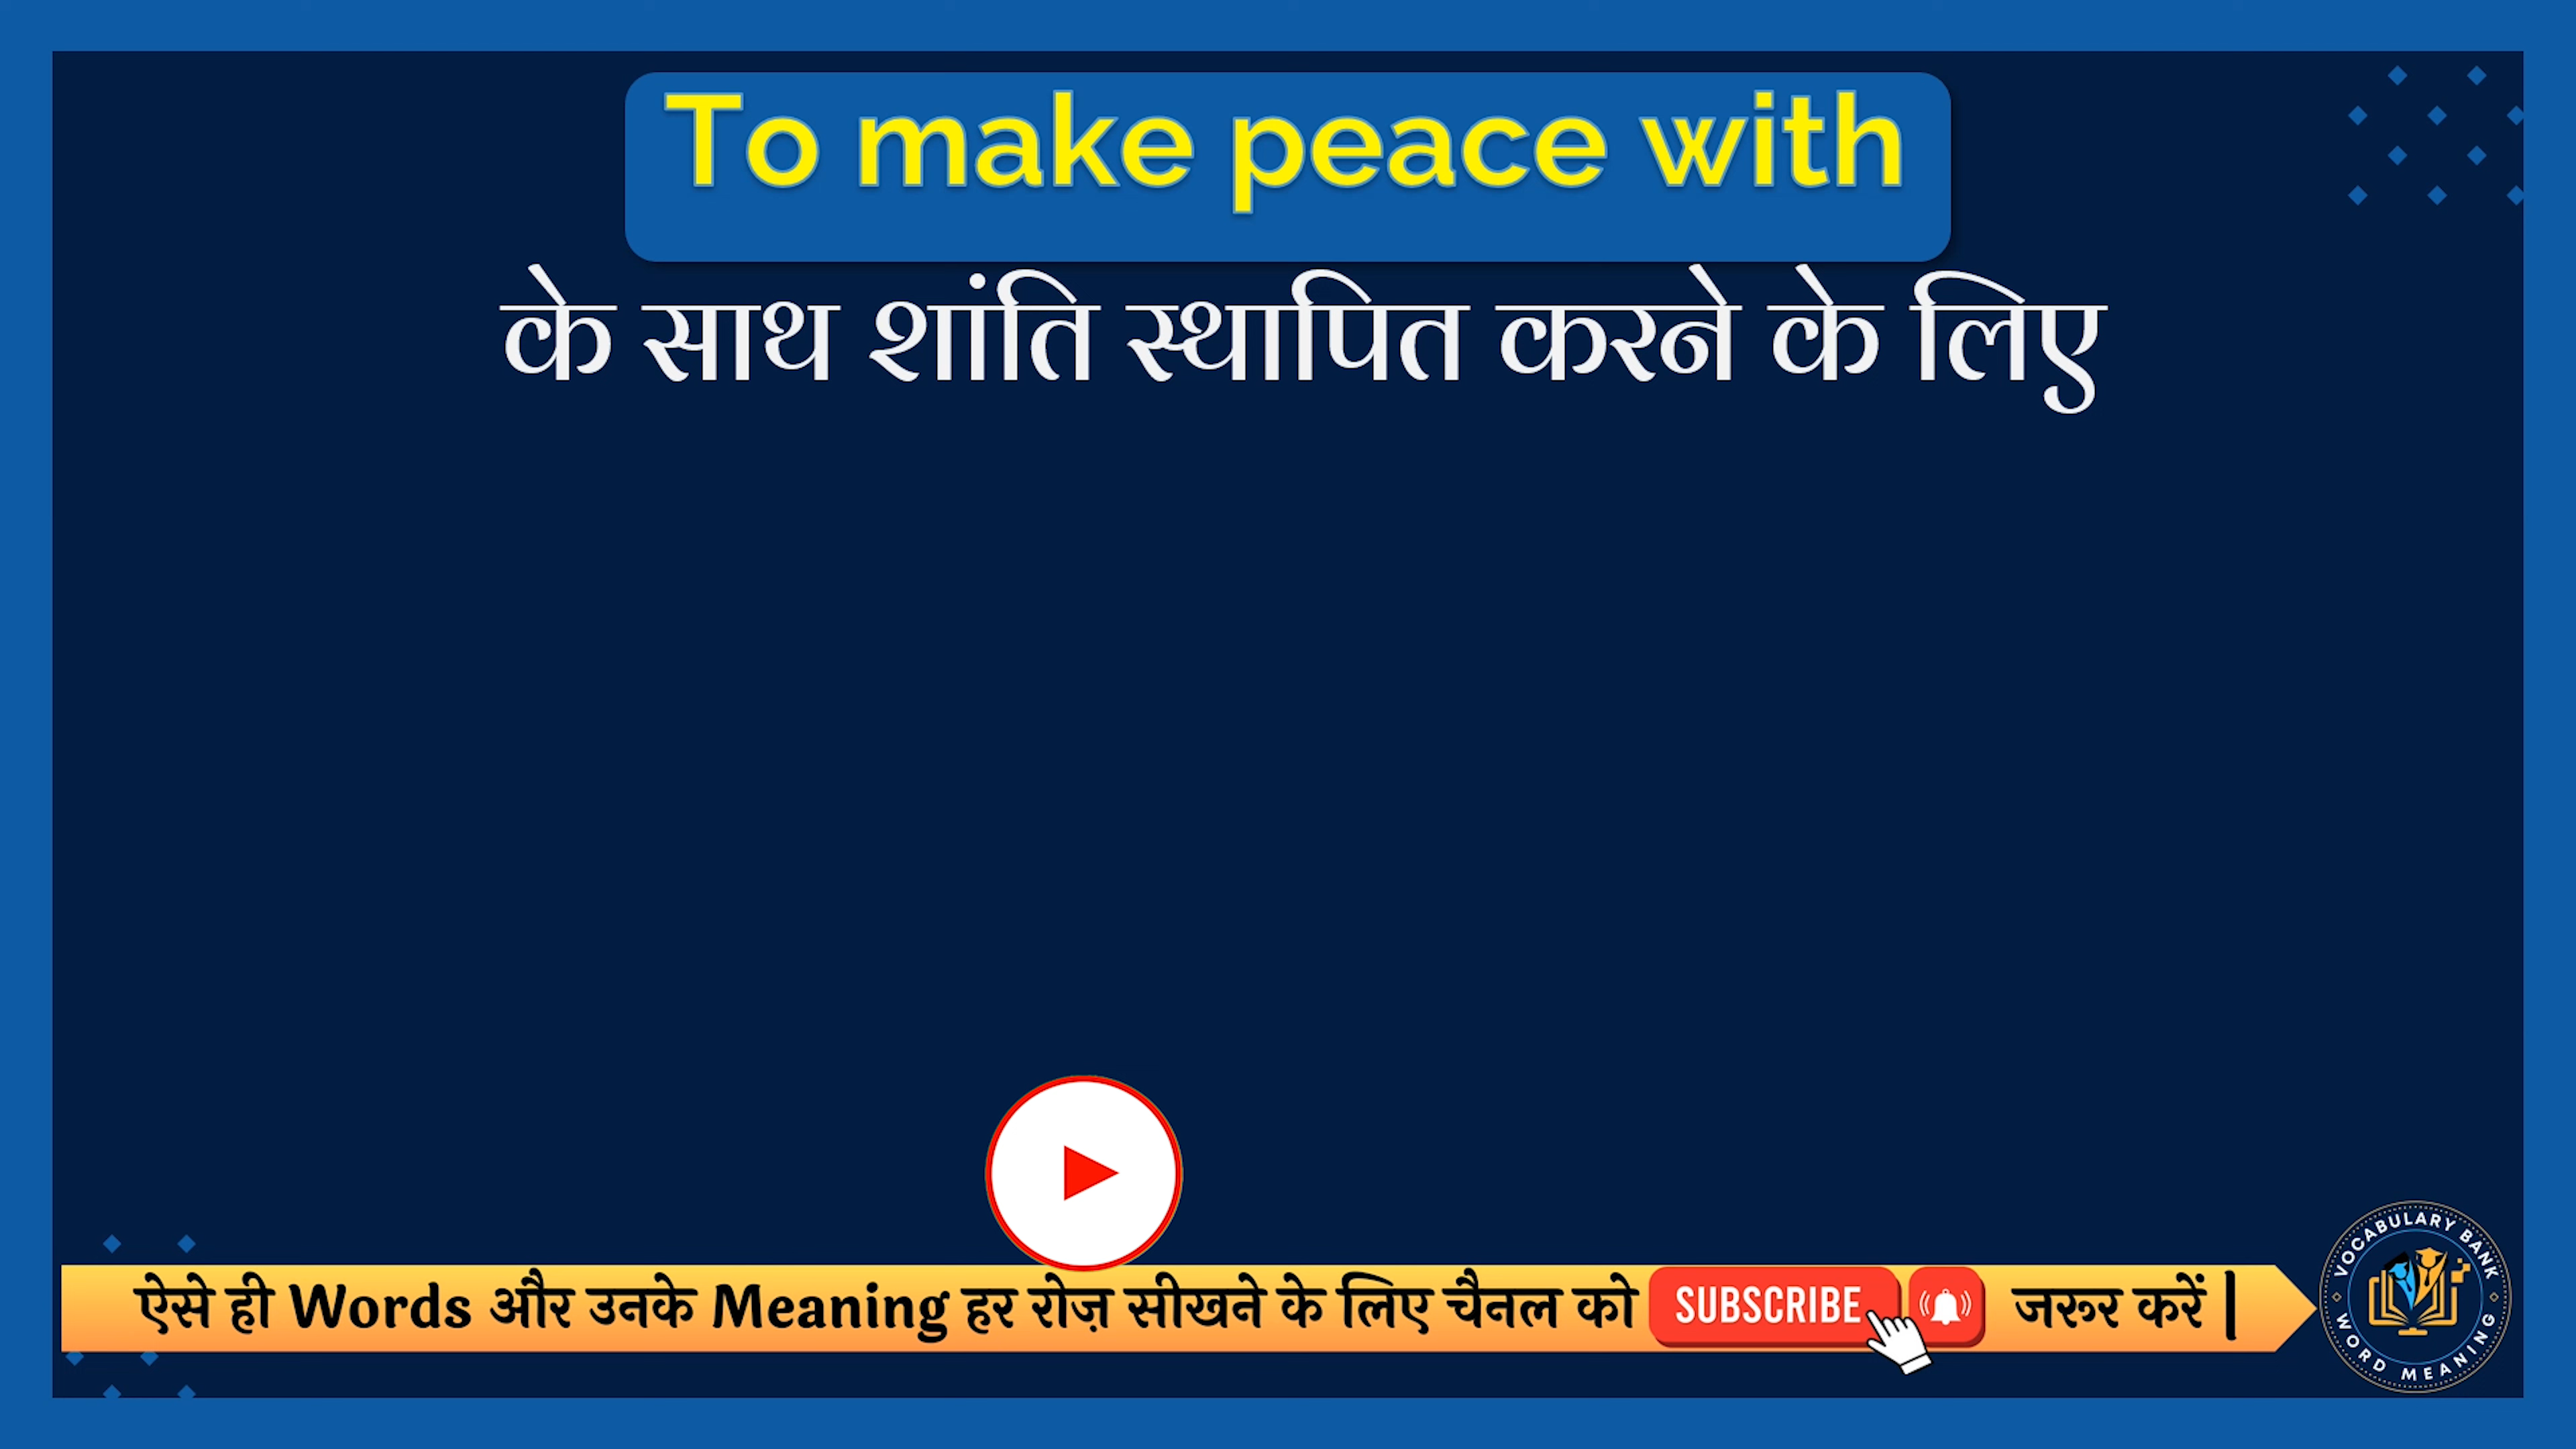 To make peace with
के साथ शांति स्थापित करने के लिए
ऐसे ही Words और उनके Meaning हर रोज़ सीखने के लिए चैनल को SUBSCRIBE जरूर करें |
VOCABULARY BANK
WORD MEANING